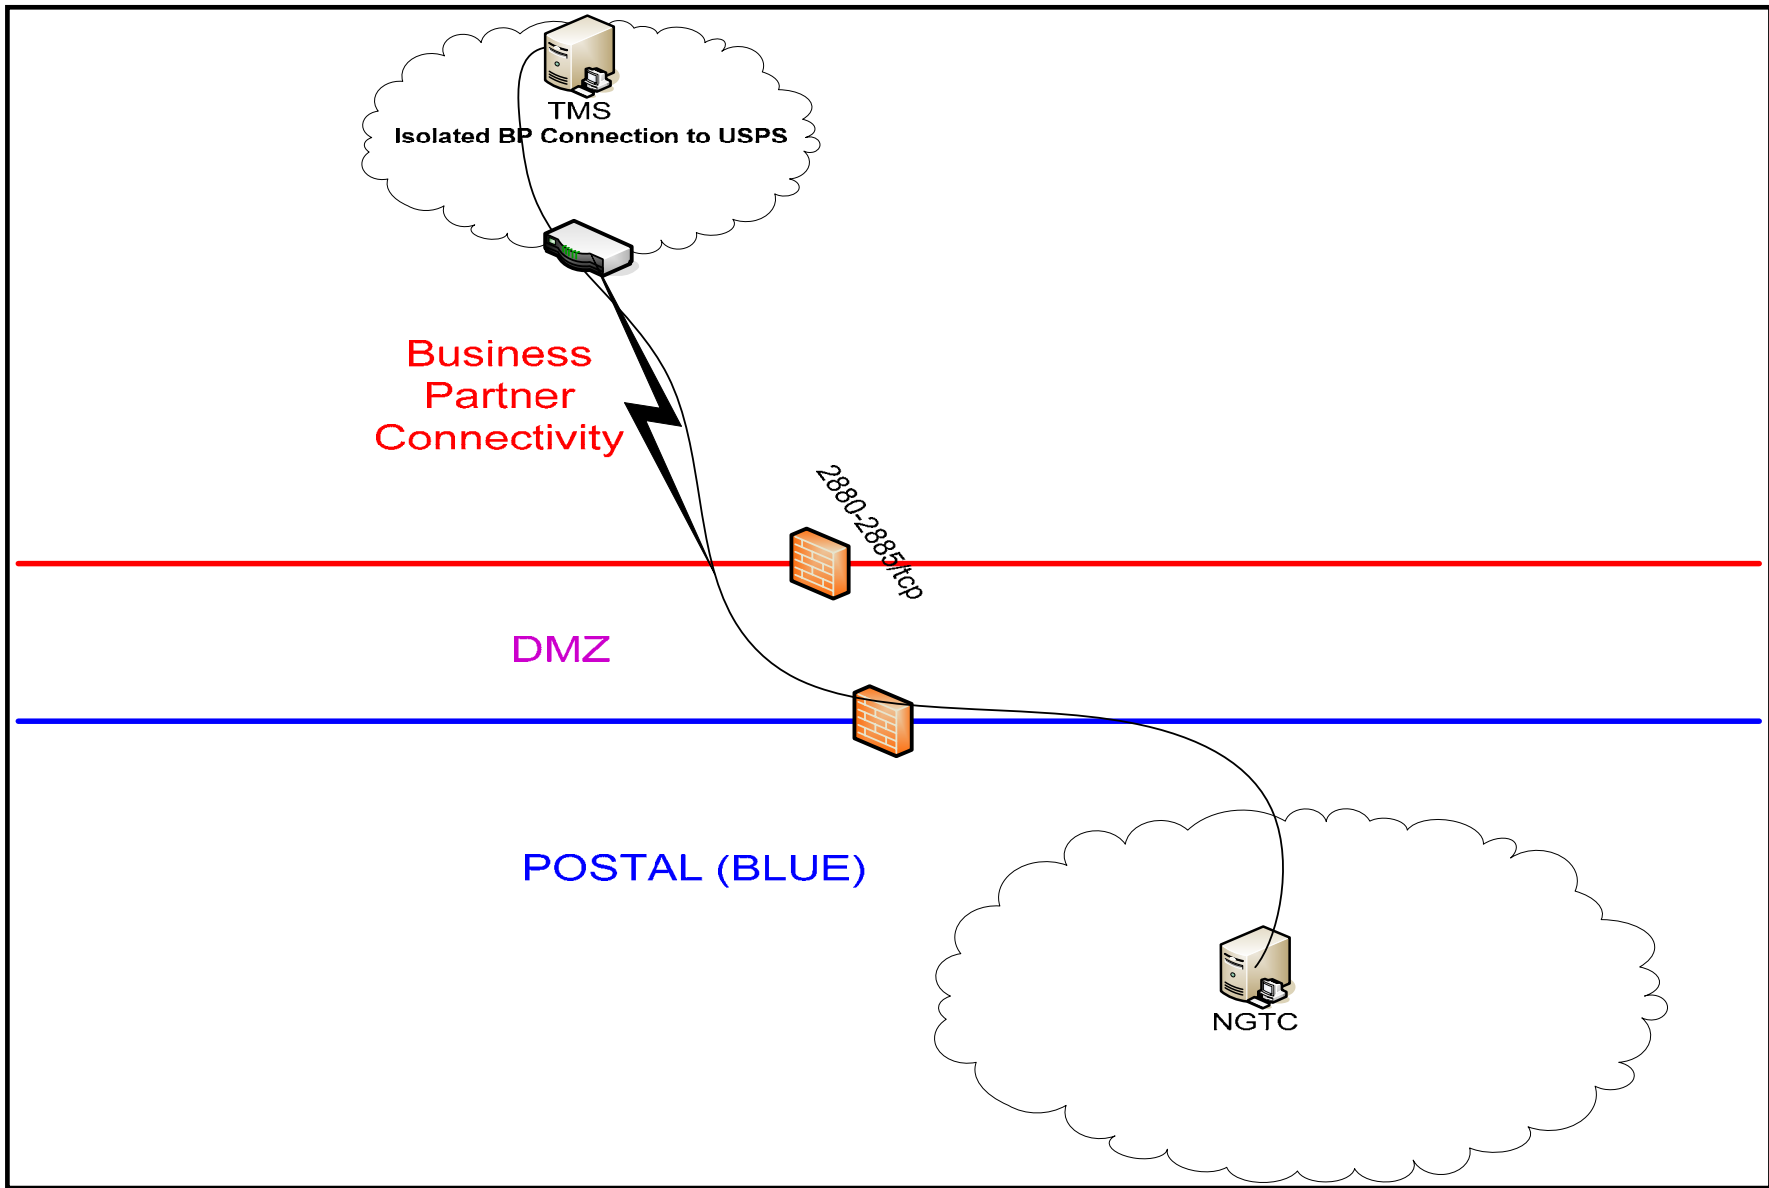 TMS
Isolated BP Connection to USPS
Business
Partner
Connectivity
2880-2885/tcp
DMZ
POSTAL (BLUE)
NGTC